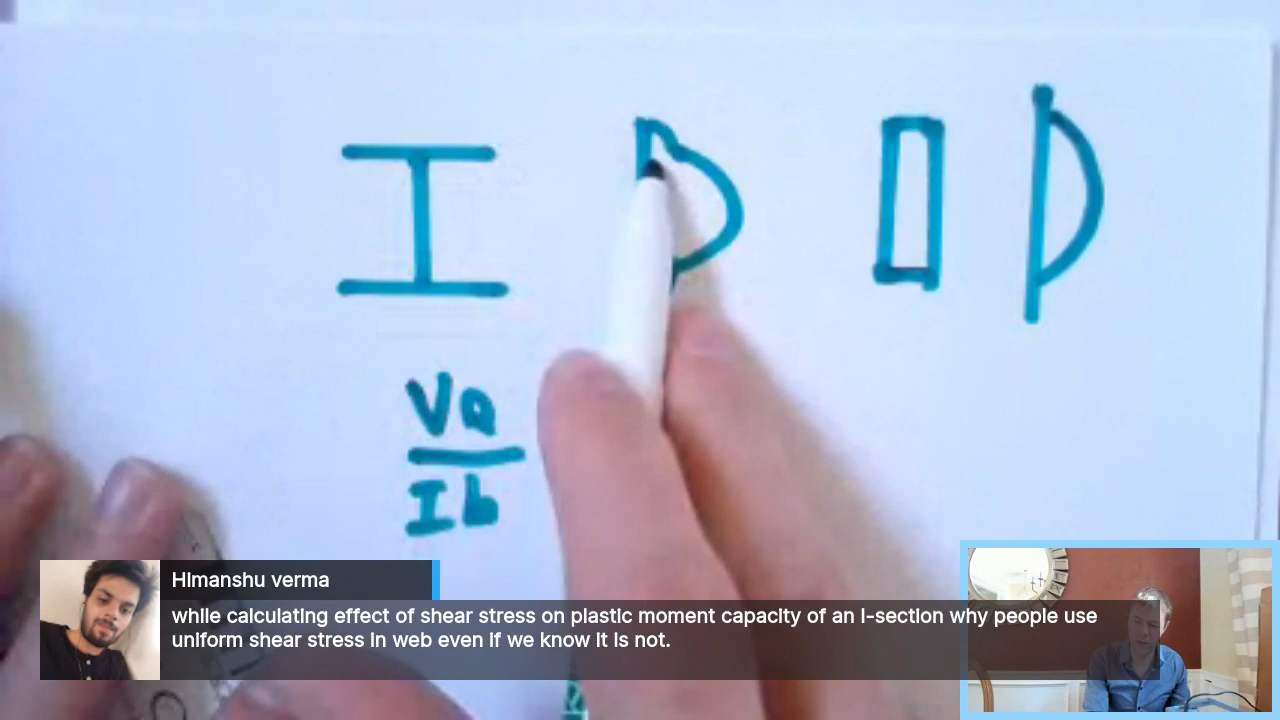 VQ
Ib
Himanshu verma
while calculating effect of shear stress on plastic moment capacity of an I-section why people use
uniform shear stress in web even if we know it is not.